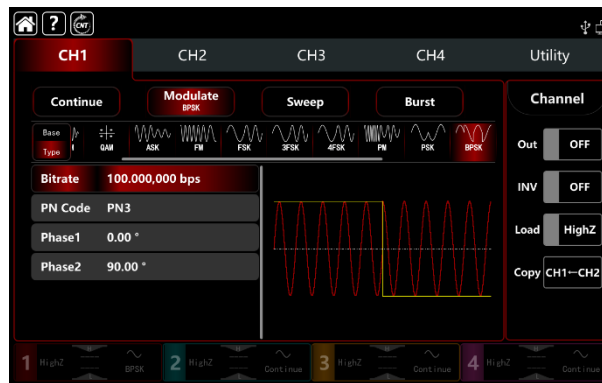 ? CNT
CH1 CH2 CH3 CH4 Utility
Continue Modulate Sweep Burst Channel
BPSK
Base
Type QAM ASK FM FSK 3FSK 4FSK PM PSK BPSK
Out OFF
Bitrate 100.000,000 bps
INV OFF
PN Code PN3
Phase1 0.00 °
Load HighZ
Phase2 90.00 °
Copy CH1←CH2
1 HighZ BPSK 2 HighZ Continue 3 HighZ Continue 4 HighZ Continue